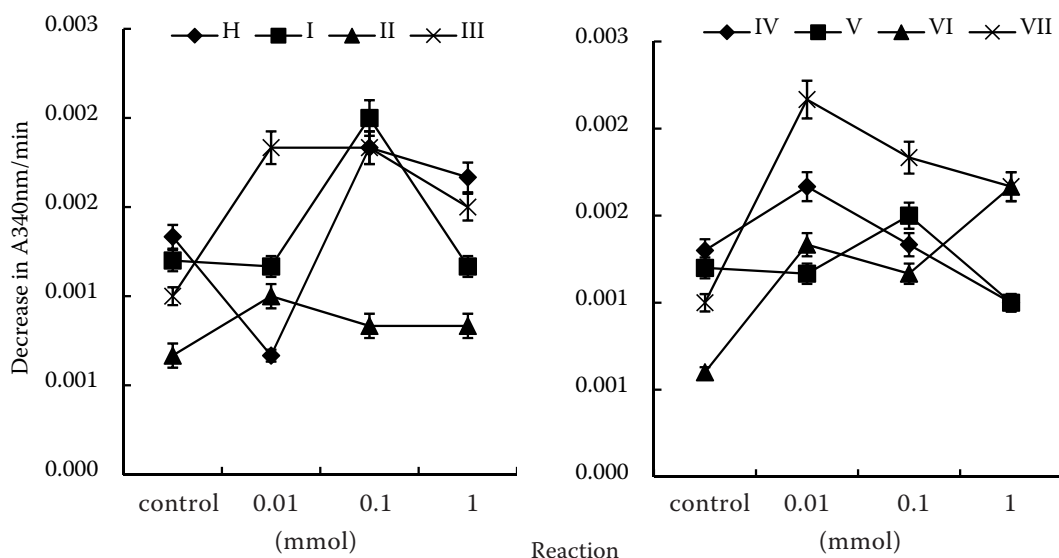 0.003
0.002
0.002
0.001
0.001
0.000
Decrease in A340nm/min
H I II III
control 0.01 0.1 1
(mmol)
0.003
0.002
0.002
0.001
0.001
0.000
IV V VI VII
control 0.01 0.1 1
(mmol)
Reaction